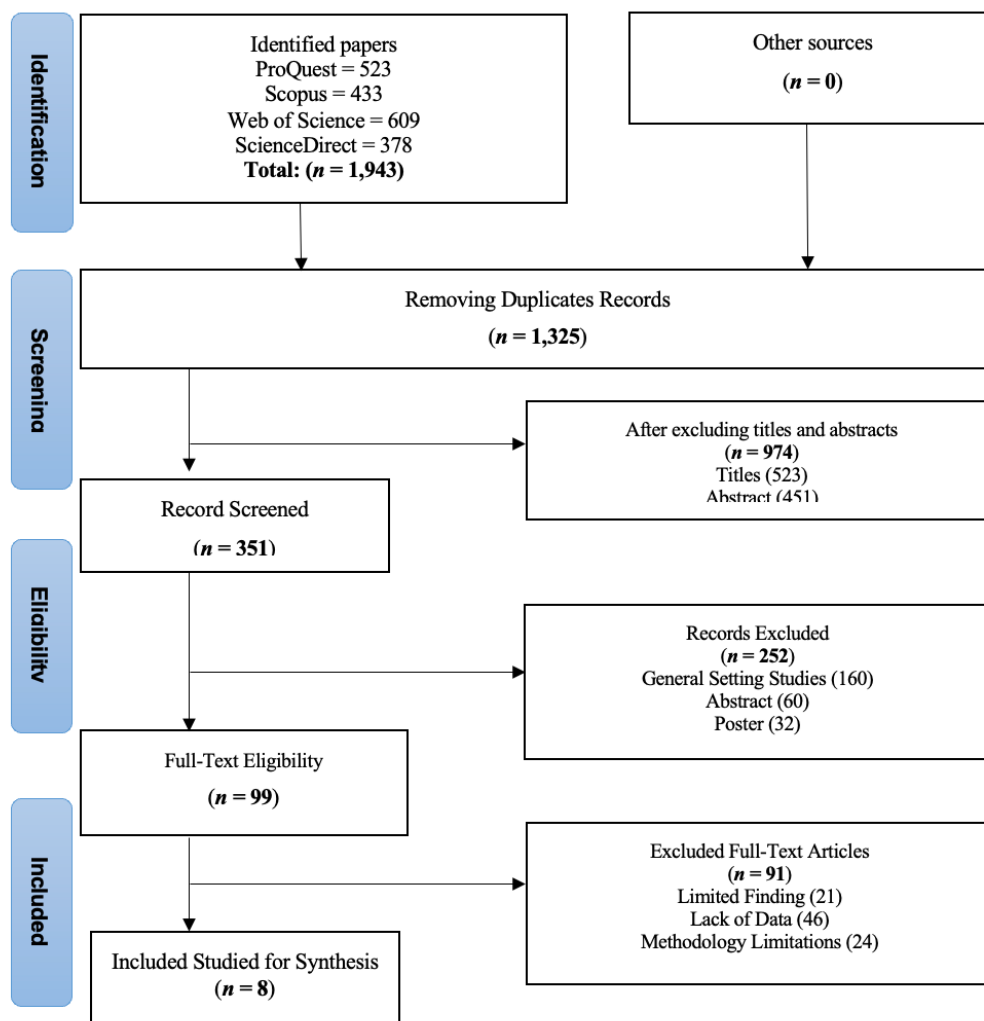 Identification
Identified papers
ProQuest = 523
Scopus = 433
Web of Science = 609
ScienceDirect = 378
Total: (n = 1,943)
Other sources
(n = 0)
Screening
Removing Duplicates Records
(n = 1,325)
After excluding titles and abstracts
(n = 974)
Titles (523)
Abstract (451)
Record Screened
(n = 351)
Eligibility
Records Excluded
(n = 252)
General Setting Studies (160)
Abstract (60)
Poster (32)
Full-Text Eligibility
(n = 99)
Included
Excluded Full-Text Articles
(n = 91)
Limited Finding (21)
Lack of Data (46)
Methodology Limitations (24)
Included Studied for Synthesis
(n = 8)